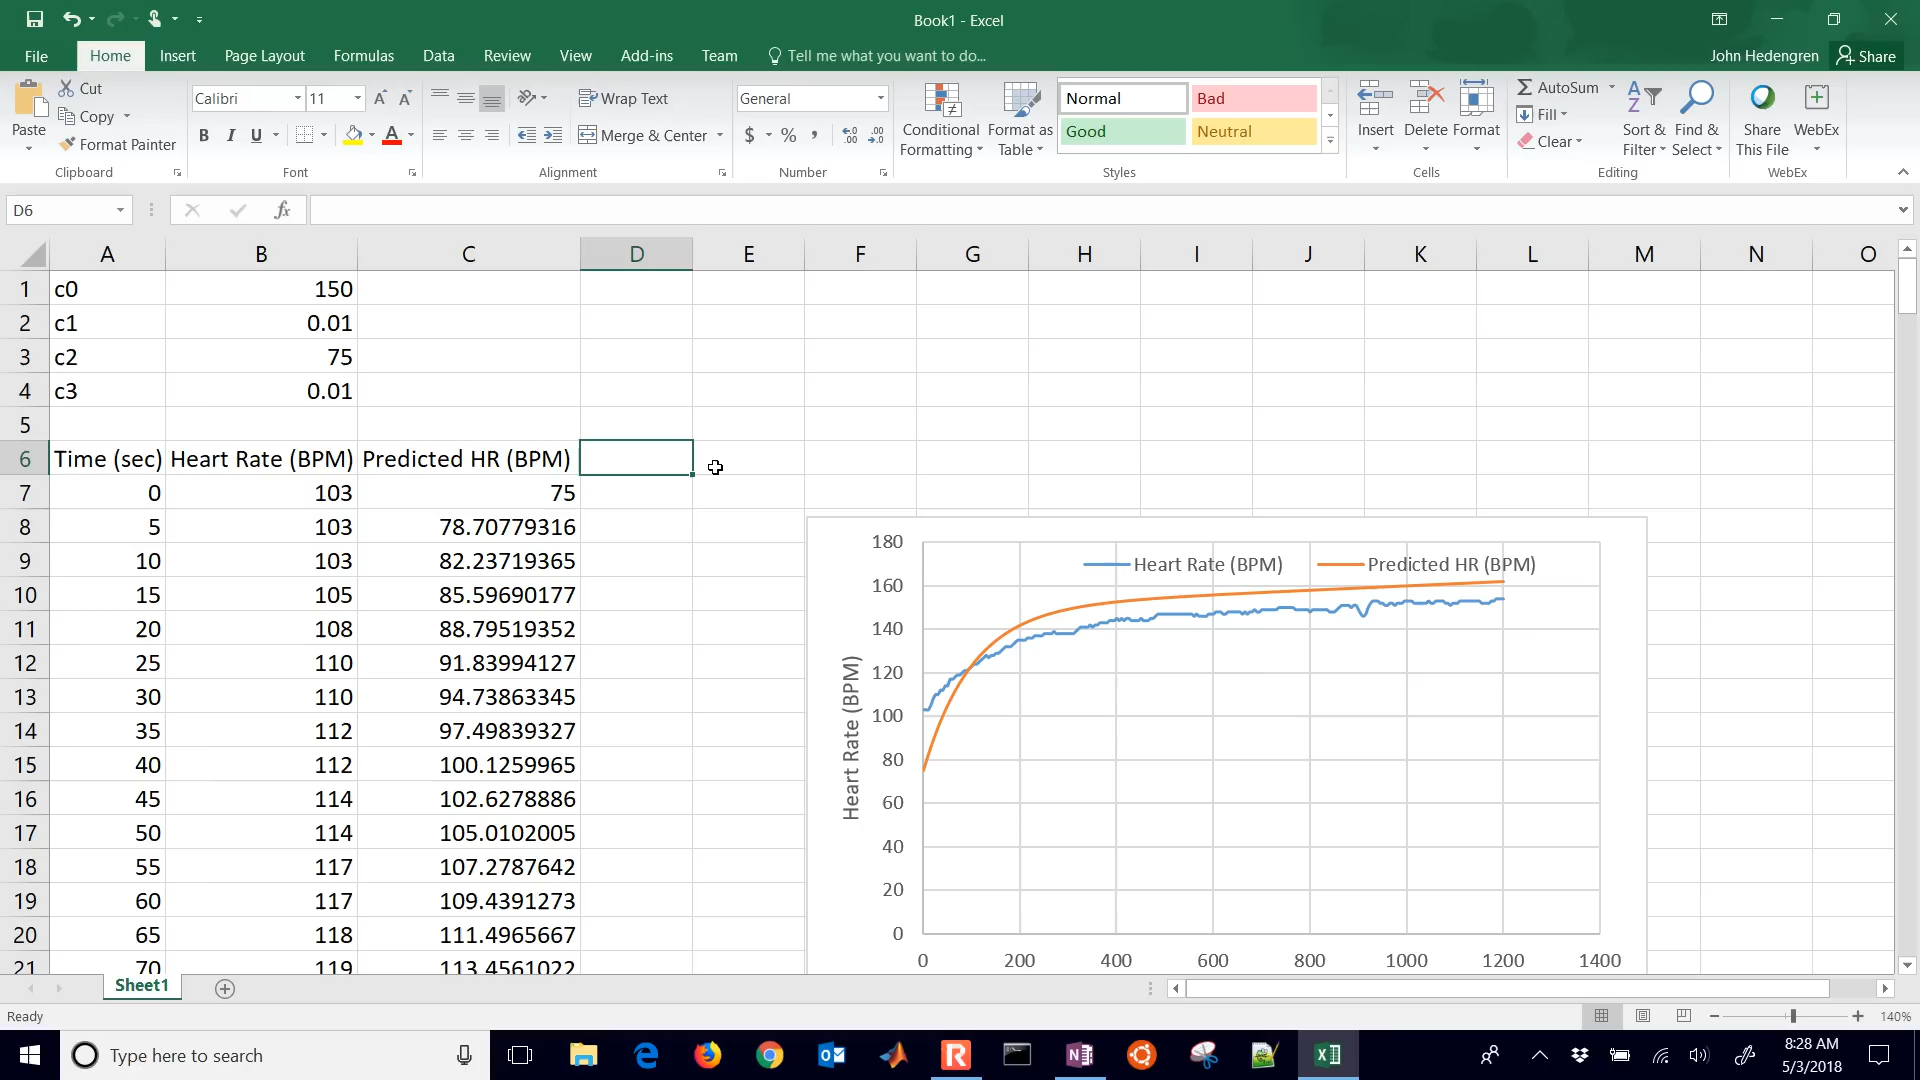 Book1 - Excel
File Home Insert Page Layout Formulas Data Review View Add-ins Team Tell me what you want to do... John Hedengren Share
Paste
Cut
Copy
Format Painter
Clipboard
Calibri 11
B I U
Font
Wrap Text
Merge & Center
Alignment
General
$ % ,
Number
Conditional Formatting
Format as Table
Normal Bad
Good Neutral
Styles
Insert Delete Format
Cells
AutoSum
Fill
Clear
Sort & Filter
Find & Select
Editing
Share This File
WebEx
WebEx
D6 fx
A B C D E F G H I J K L M N O
1 c0 150
2 c1 0.01
3 c2 75
4 c3 0.01
5
6 Time (sec) Heart Rate (BPM) Predicted HR (BPM)
7 0 103 75
8 5 103 78.70779316
9 10 103 82.23719365
10 15 105 85.59690177
11 20 108 88.79519352
12 25 110 91.83994127
13 30 110 94.73863345
14 35 112 97.49839327
15 40 112 100.1259965
16 45 114 102.6278886
17 50 114 105.0102005
18 55 117 107.2787642
19 60 117 109.4391273
20 65 118 111.4965667
21 70 119 113.4561022
Heart Rate (BPM) Predicted HR (BPM)
180
160
140
120
100
80
60
40
20
0
Heart Rate (BPM)
0 200 400 600 800 1000 1200 1400
Sheet1
Ready
140%
Type here to search
8:28 AM
5/3/2018